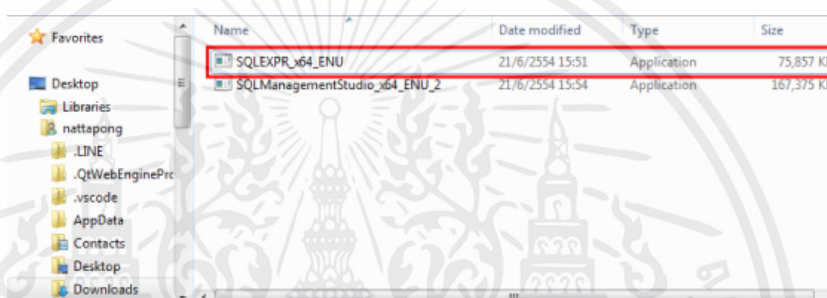 Favorites
Desktop
Libraries
nattapong
.LINE
.QtWebEnginePro
.vscode
AppData
Contacts
Desktop
Downloads
Name Date modified Type Size
SQLEXPR_x64_ENU 21/6/2554 15:51 Application 75,857 K
SQLManagementStudio_x64_ENU_2 21/6/2554 15:54 Application 167,375 K